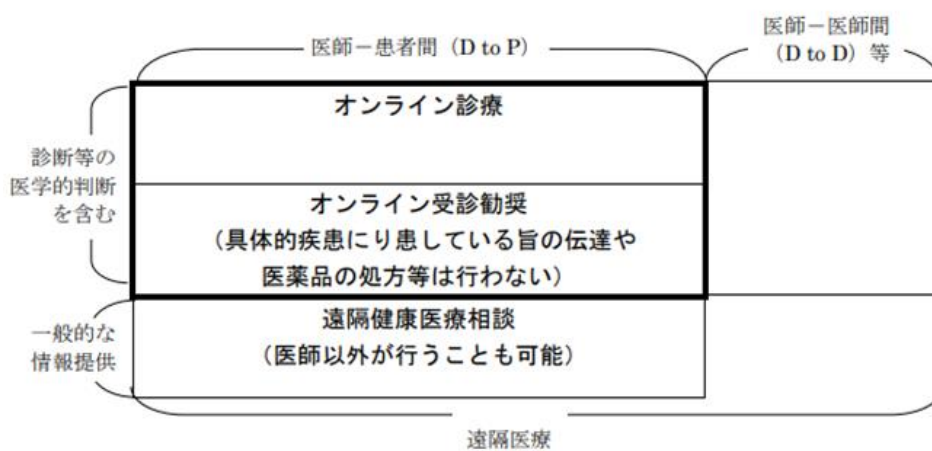 医師－患者間（D to P）
医師－医師間
（D to D）等
オンライン診療
診断等の
医学的判断
を含む
オンライン受診勧奨
（具体的疾患にり患している旨の伝達や
医薬品の処方等は行わない）
一般的な
情報提供
遠隔健康医療相談
（医師以外が行うことも可能）
遠隔医療